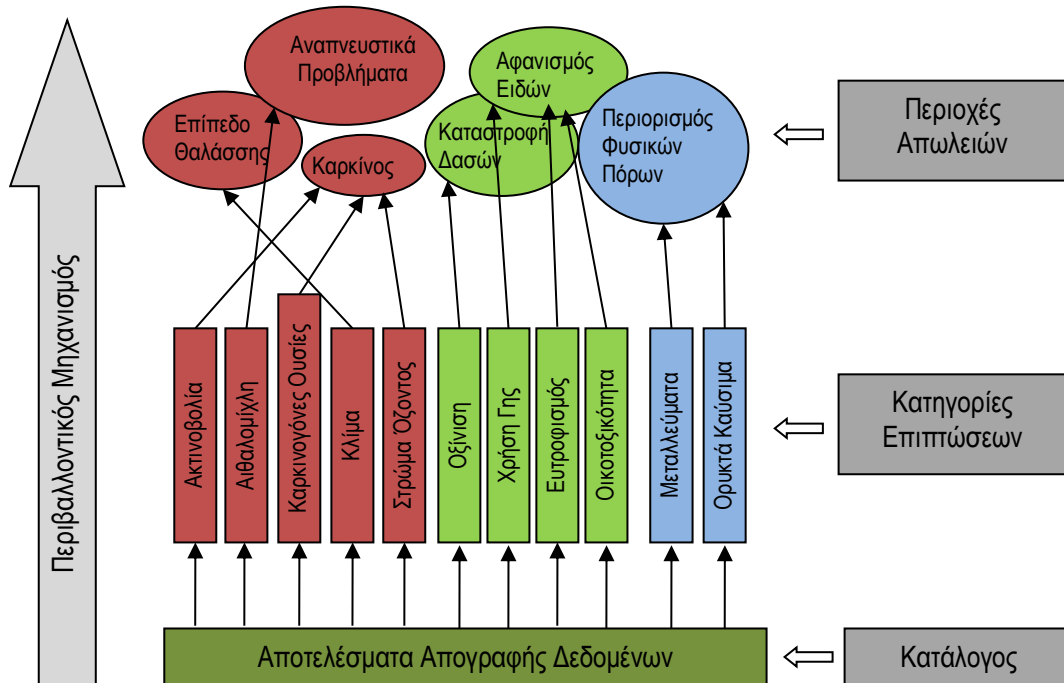 Αναπνευστικά
Προβλήματα
Αφανισμός
Ειδών
Επίπεδο
Θαλάσσης
Καρκίνος
Καταστροφή
Δασών
Περιορισμός
Φυσικών
Πόρων
Περιοχές
Απωλειών
Περιβαλλοντικός Μηχανισμός
Ακτινοβολία
Αιθαλομίχλη
Καρκινογόνες Ουσίες
Κλίμα
Στρώμα Όζοντος
Οξίνιση
Χρήση Γης
Ευτροφισμός
Οικοτοξικότητα
Μεταλλεύματα
Ορυκτά Καύσιμα
Κατηγορίες
Επιπτώσεων
Αποτελέσματα Απογραφής Δεδομένων
Κατάλογος